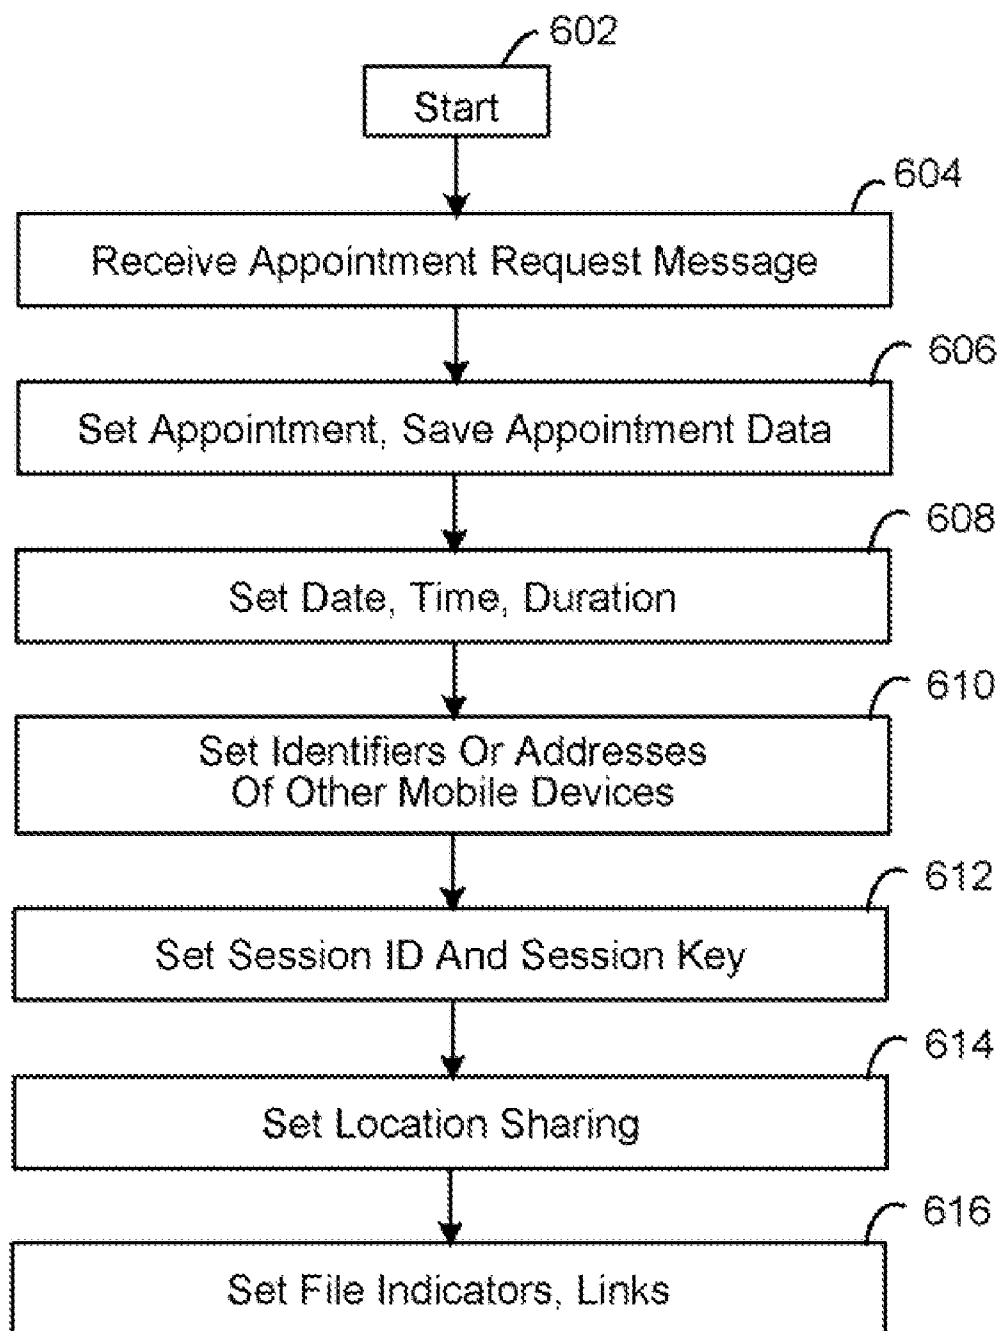 602
Start
604
Receive Appointment Request Message
606
Set Appointment, Save Appointment Data
608
Set Date, Time, Duration
610
Set Identifiers Or Addresses
Of Other Mobile Devices
612
Set Session ID And Session Key
614
Set Location Sharing
616
Set File Indicators, Links